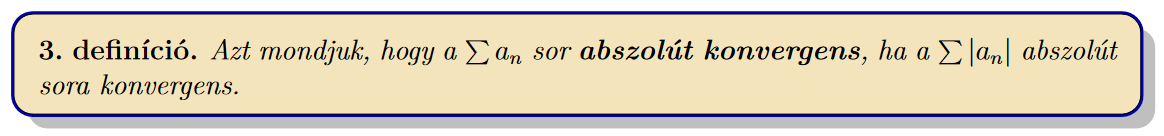 3. definíció. Azt mondjuk, hogy a ∑ aₙ sor abszolút konvergens, ha a ∑ |aₙ| abszolút
sora konvergens.